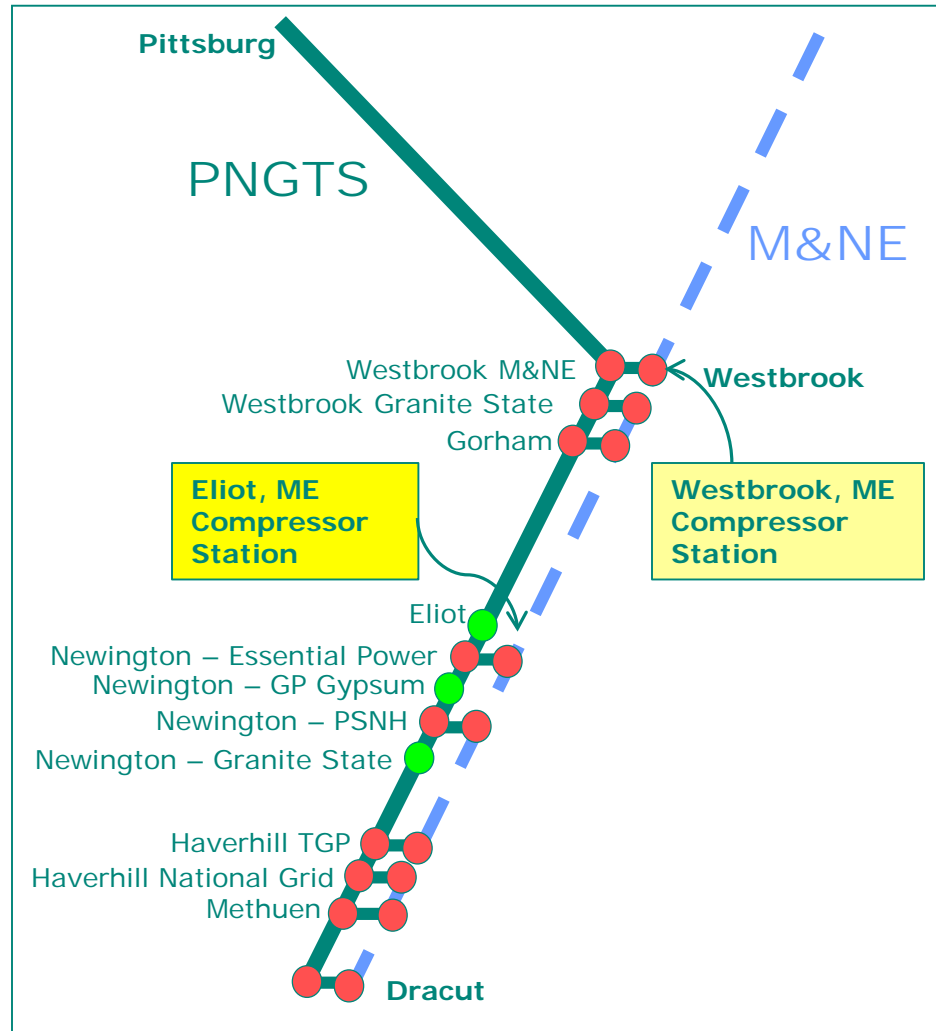 Pittsburg
PNGTS
M&NE
Westbrook M&NE
Westbrook
Westbrook Granite State
Gorham
Eliot, ME
Compressor
Station
Westbrook, ME
Compressor
Station
Eliot
Newington – Essential Power
Newington – GP Gypsum
Newington – PSNH
Newington – Granite State
Haverhill TGP
Haverhill National Grid
Methuen
Dracut